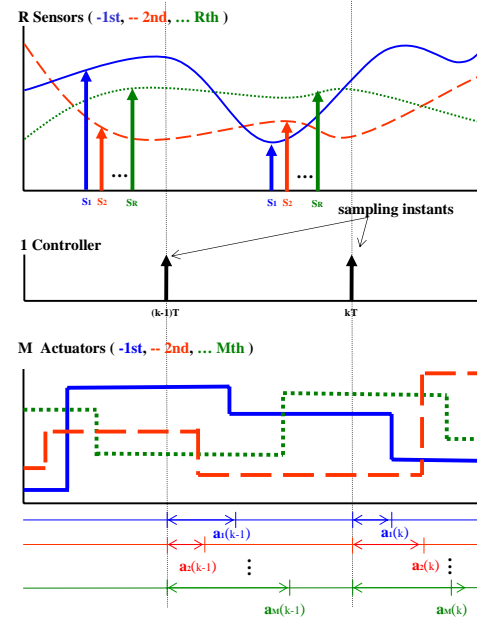 R Sensors ( -1st, -- 2nd, … Rth )
… …
S1 S2 SR S1 S2 SR
sampling instants
1 Controller
(k-1)T kT
M Actuators ( -1st, -- 2nd, … Mth )
a1(k-1) a1(k)
a2(k-1) a2(k)
⋮ ⋮
aM(k-1) aM(k)